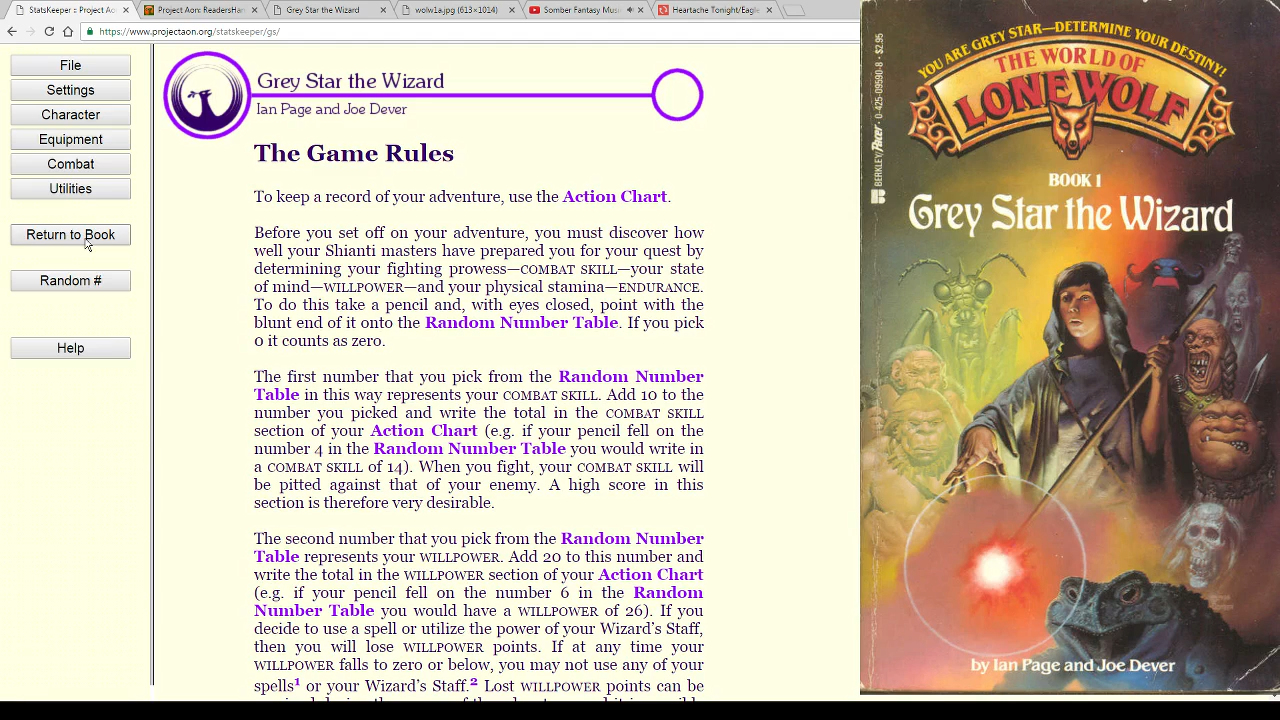 StatsKeeper :: Project Ao
Project Aon: ReadersHan
Grey Star the Wizard
wolw1a.jpg (613×1014)
Somber Fantasy Mus
Heartache Tonight/Eagle
https://www.projectaon.org/statskeeper/gs/
File
Settings
Character
Equipment
Combat
Utilities
Return to Book
Random #
Help
Grey Star the Wizard
Ian Page and Joe Dever
The Game Rules
To keep a record of your adventure, use the Action Chart.
Before you set off on your adventure, you must discover how
well your Shianti masters have prepared you for your quest by
determining your fighting prowess—COMBAT SKILL—your state
of mind—WILLPOWER—and your physical stamina—ENDURANCE.
To do this take a pencil and, with eyes closed, point with the
blunt end of it onto the Random Number Table. If you pick
0 it counts as zero.
The first number that you pick from the Random Number
Table in this way represents your COMBAT SKILL. Add 10 to the
number you picked and write the total in the COMBAT SKILL
section of your Action Chart (e.g. if your pencil fell on the
number 4 in the Random Number Table you would write in
a COMBAT SKILL of 14). When you fight, your COMBAT SKILL will
be pitted against that of your enemy. A high score in this
section is therefore very desirable.
The second number that you pick from the Random Number
Table represents your WILLPOWER. Add 20 to this number and
write the total in the WILLPOWER section of your Action Chart
(e.g. if your pencil fell on the number 6 in the Random
Number Table you would have a WILLPOWER of 26). If you
decide to use a spell or utilize the power of your Wizard's Staff,
then you will lose WILLPOWER points. If at any time your
WILLPOWER falls to zero or below, you may not use any of your
spells¹ or your Wizard's Staff.² Lost WILLPOWER points can be
YOU ARE GREY STAR—DETERMINE YOUR DESTINY!
THE WORLD OF
LONE WOLF
BOOK 1
Grey Star the Wizard
BERKLEY/Pacer • 0-425-09590-8 • $2.95
by Ian Page and Joe Dever